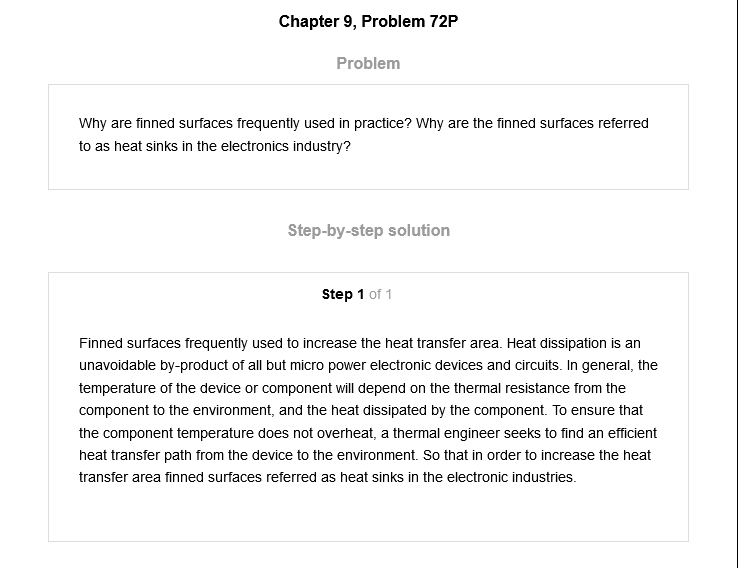 Chapter 9, Problem 72P
Problem
Why are finned surfaces frequently used in practice? Why are the finned surfaces referred
to as heat sinks in the electronics industry?
Step-by-step solution
Step 1 of 1
Finned surfaces frequently used to increase the heat transfer area. Heat dissipation is an
unavoidable by-product of all but micro power electronic devices and circuits. In general, the
temperature of the device or component will depend on the thermal resistance from the
component to the environment, and the heat dissipated by the component. To ensure that
the component temperature does not overheat, a thermal engineer seeks to find an efficient
heat transfer path from the device to the environment. So that in order to increase the heat
transfer area finned surfaces referred as heat sinks in the electronic industries.